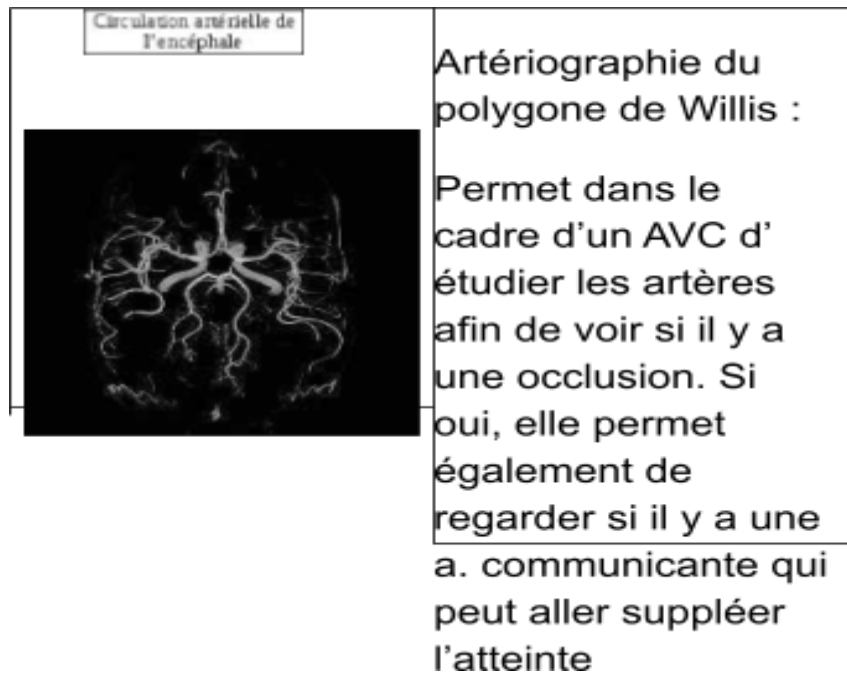 Circulation artérielle de
l'encéphale
Artériographie du
polygone de Willis :
Permet dans le
cadre d'un AVC d'
étudier les artères
afin de voir si il y a
une occlusion. Si
oui, elle permet
également de
regarder si il y a une
a. communicante qui
peut aller suppléer
l'atteinte